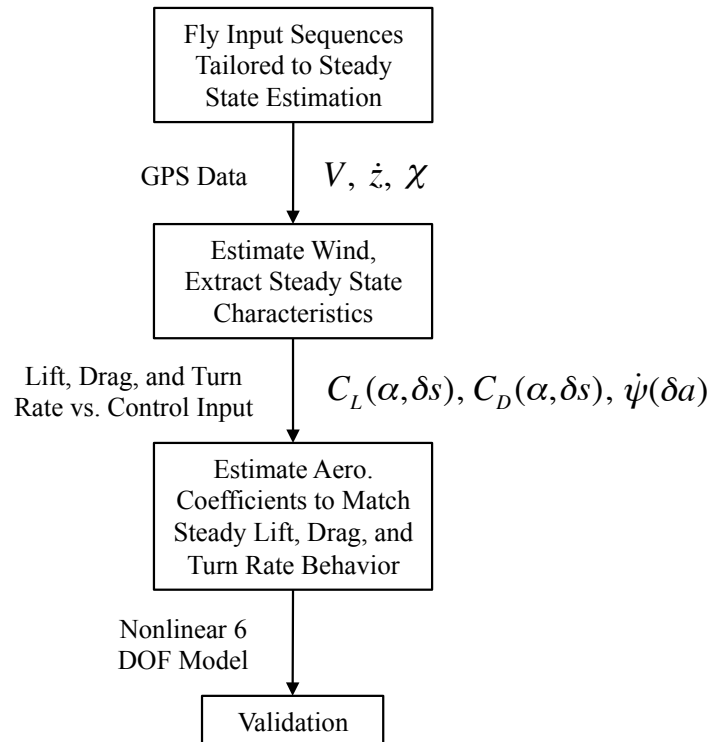 Fly Input Sequences
Tailored to Steady
State Estimation
GPS Data
V, ż, χ
Estimate Wind,
Extract Steady State
Characteristics
Lift, Drag, and Turn
Rate vs. Control Input
C_L(α,δs), C_D(α,δs), ψ̇(δa)
Estimate Aero.
Coefficients to Match
Steady Lift, Drag, and
Turn Rate Behavior
Nonlinear 6
DOF Model
Validation